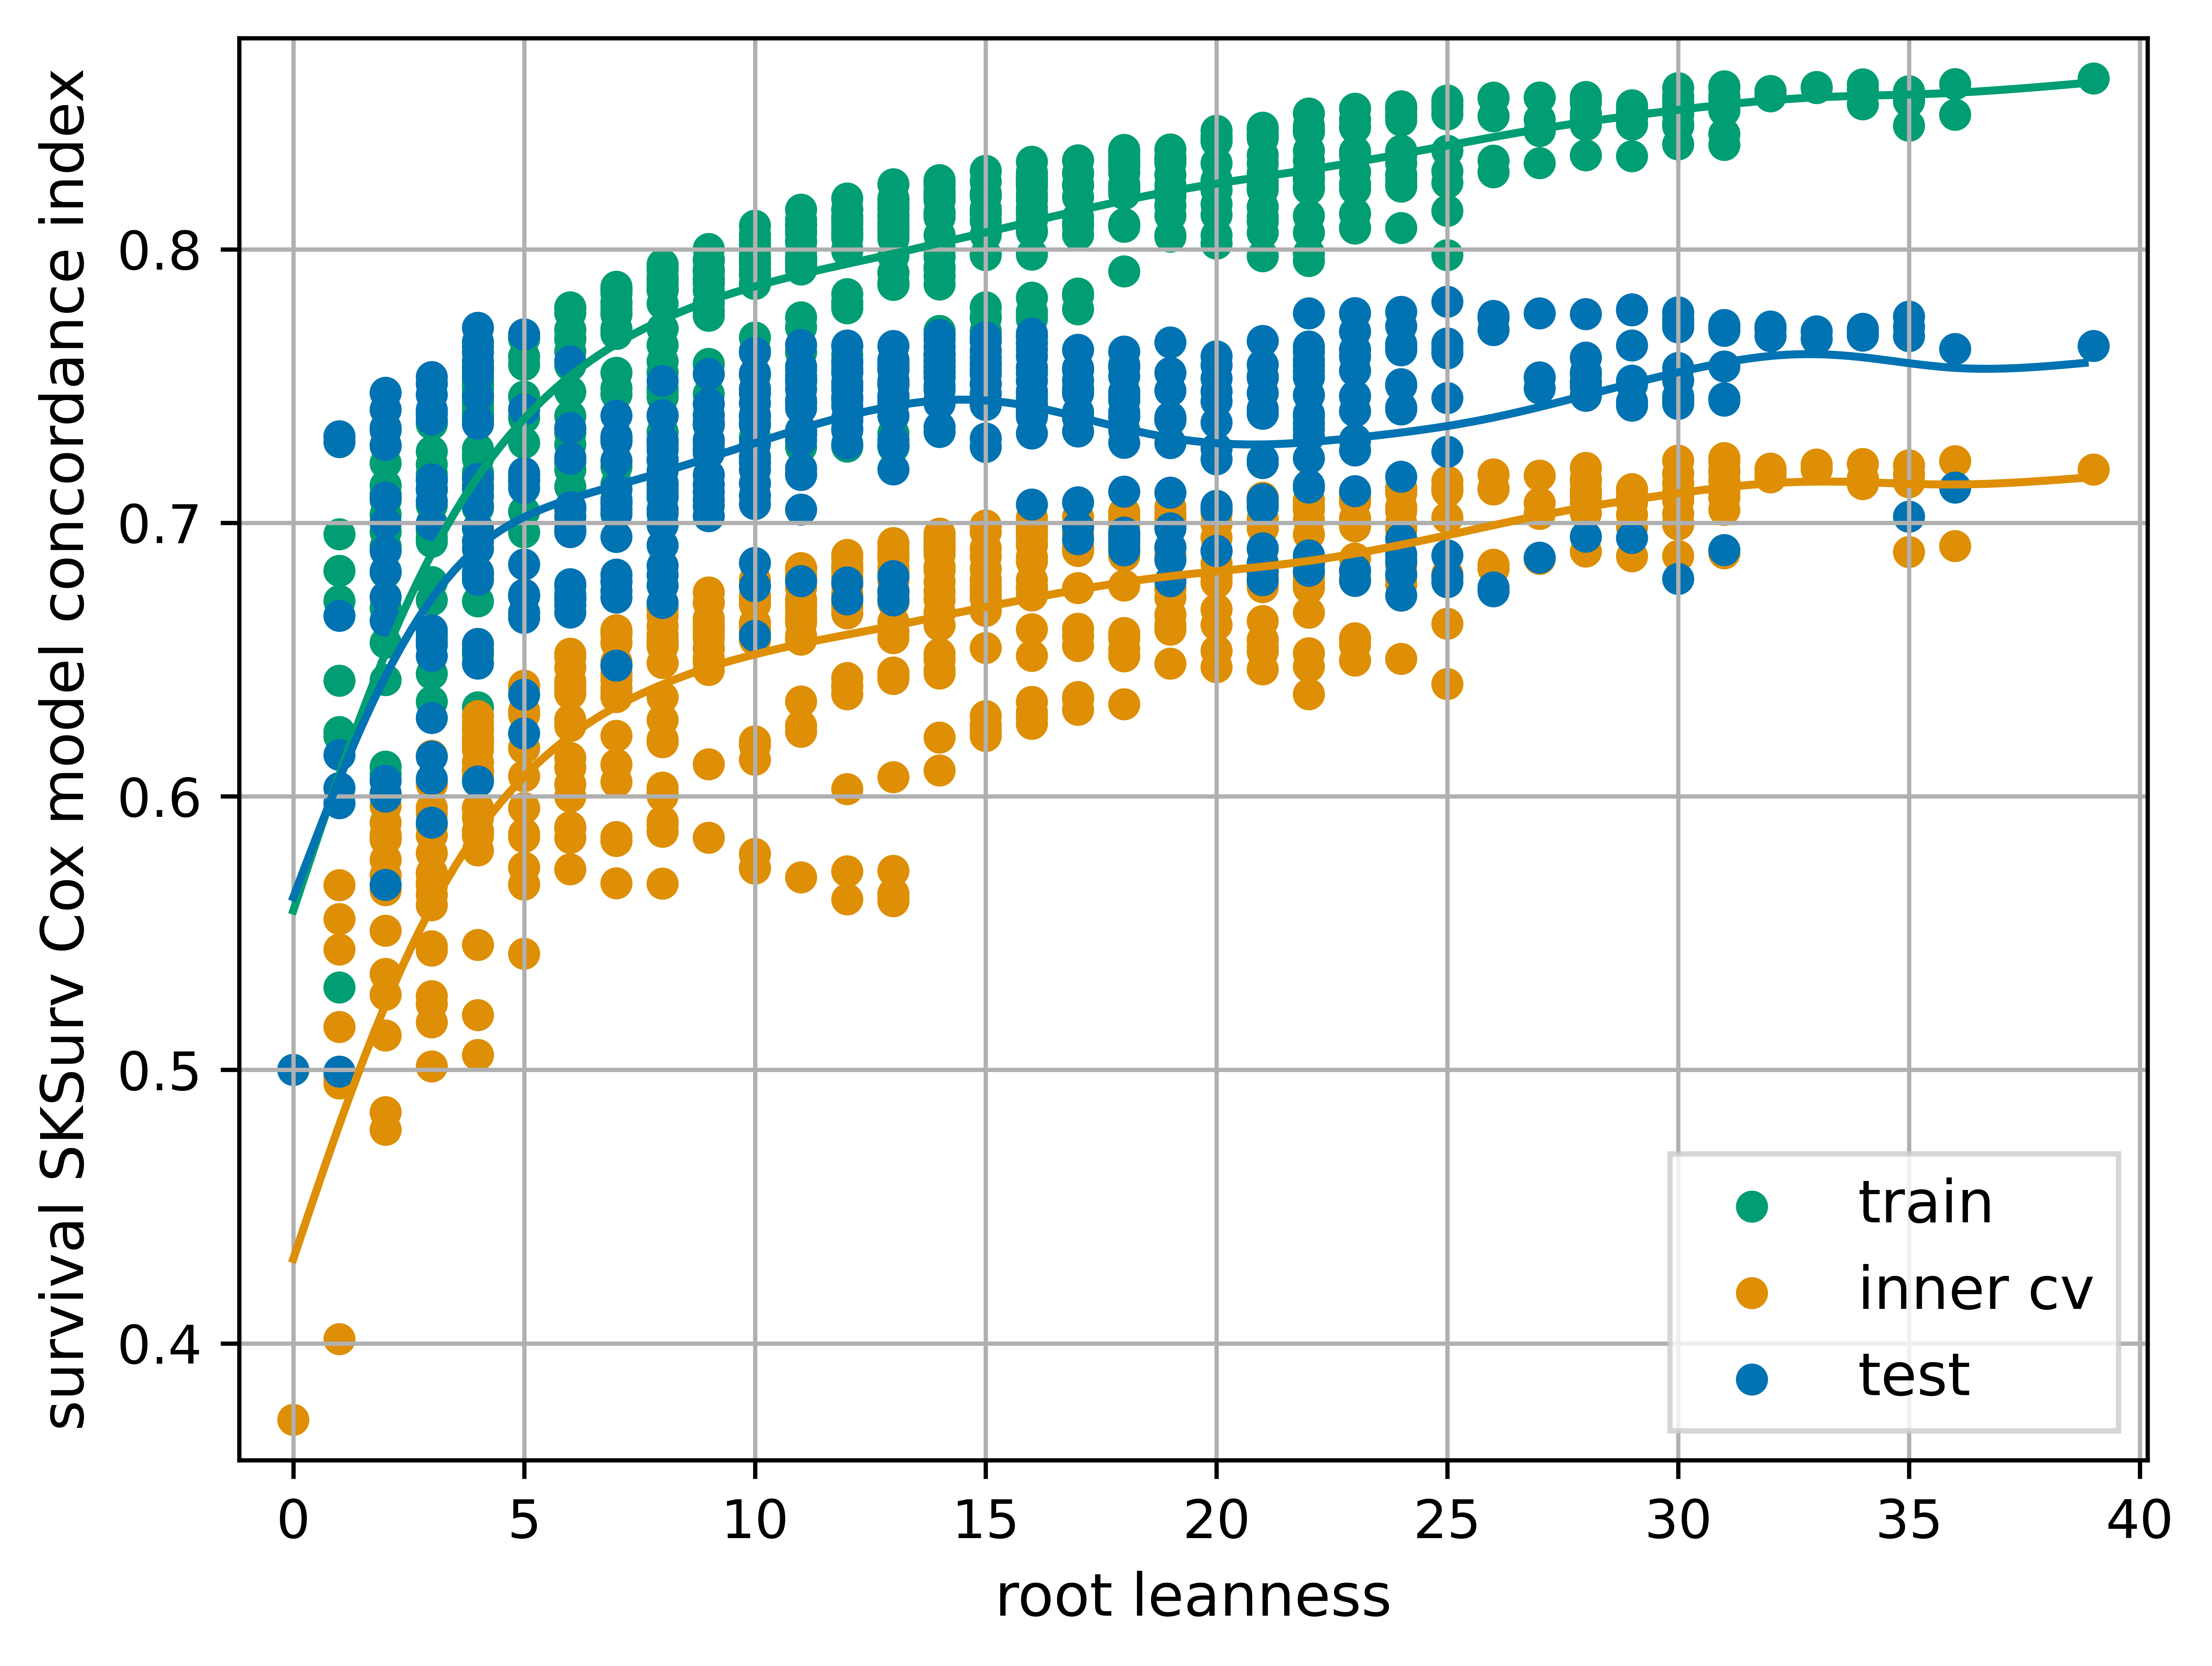 survival SKSurv Cox model concordance index
0.8
0.7
0.6
0.5
0.4
0 5 10 15 20 25 30 35 40
root leanness
train
inner cv
test